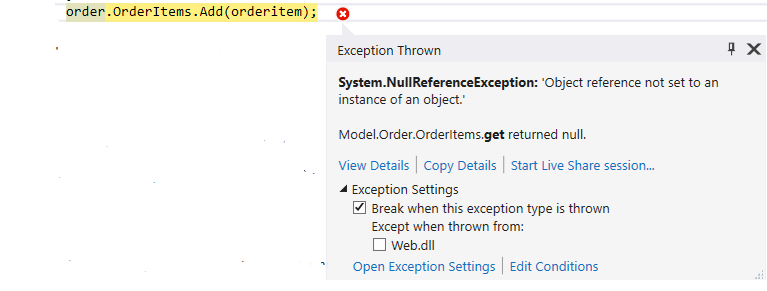 order.OrderItems.Add(orderitem);
Exception Thrown
System.NullReferenceException: 'Object reference not set to an
instance of an object.'
Model.Order.OrderItems.get returned null.
View Details | Copy Details | Start Live Share session...
Exception Settings
Break when this exception type is thrown
Except when thrown from:
Web.dll
Open Exception Settings | Edit Conditions